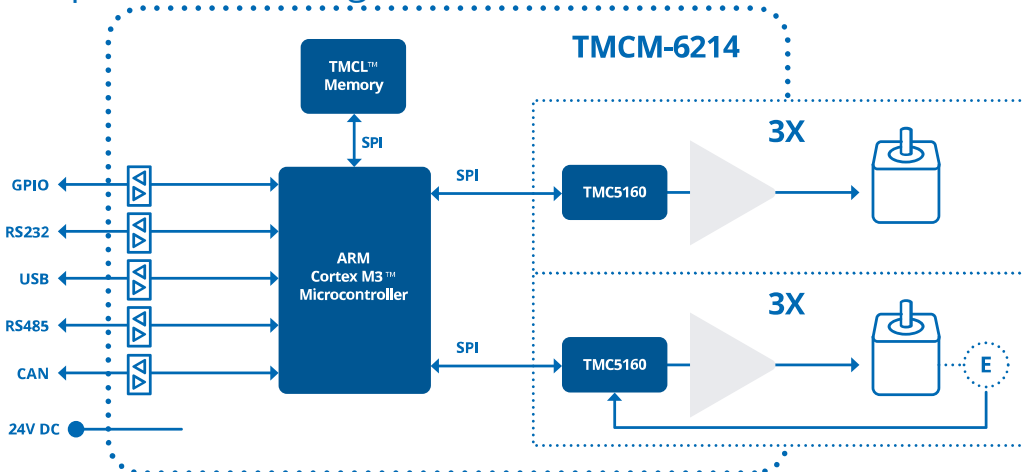 TMCM-6214
TMCL™
Memory
SPI
3X
GPIO
RS232
USB
RS485
CAN
24V DC
ARM
Cortex M3™
Microcontroller
SPI
TMC5160
3X
SPI
TMC5160
E